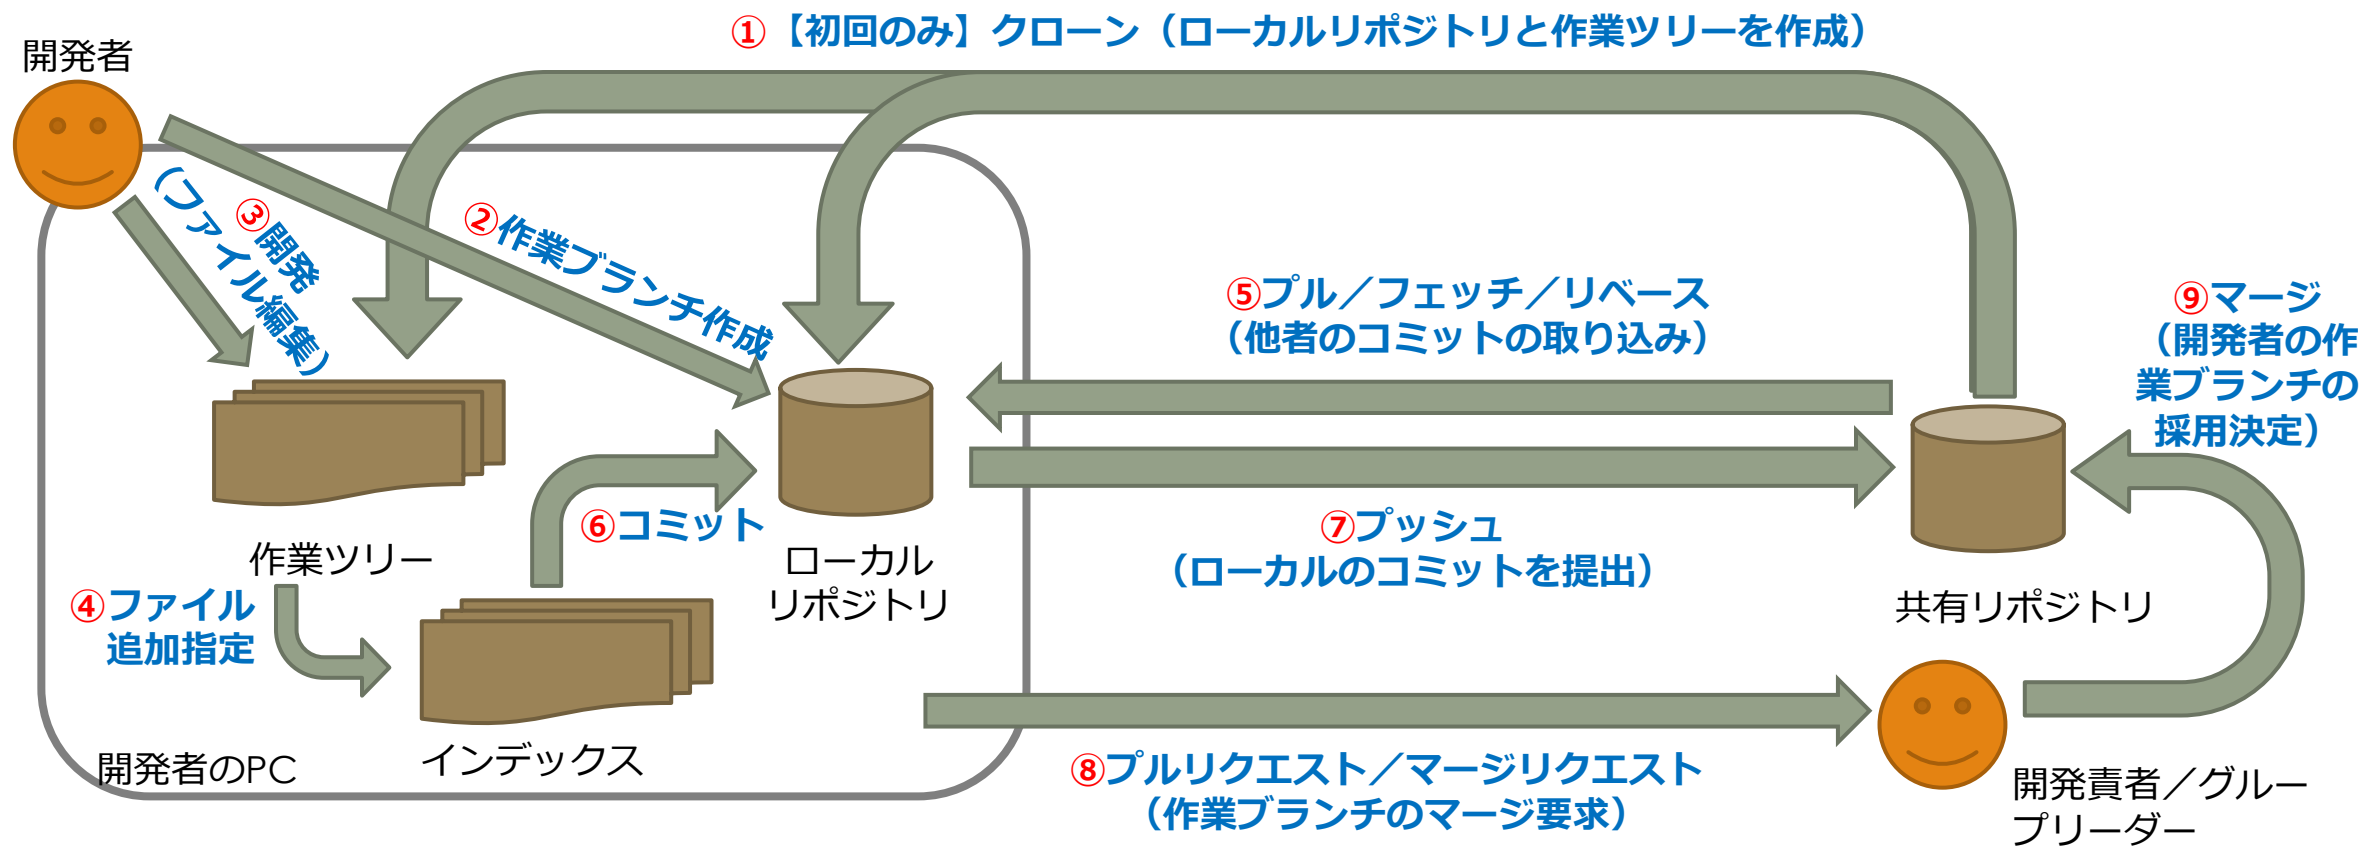 ①【初回のみ】クローン（ローカルリポジトリと作業ツリーを作成）
開発者
②作業ブランチ作成
③開発
（ファイル編集）
⑤プル／フェッチ／リベース
（他者のコミットの取り込み）
⑨マージ
（開発者の作
業ブランチの
採用決定）
⑥コミット
⑦プッシュ
（ローカルのコミットを提出）
作業ツリー
ローカル
リポジトリ
④ファイル
追加指定
共有リポジトリ
インデックス
開発者のPC
⑧プルリクエスト／マージリクエスト
（作業ブランチのマージ要求）
開発責者／グルー
プリーダー